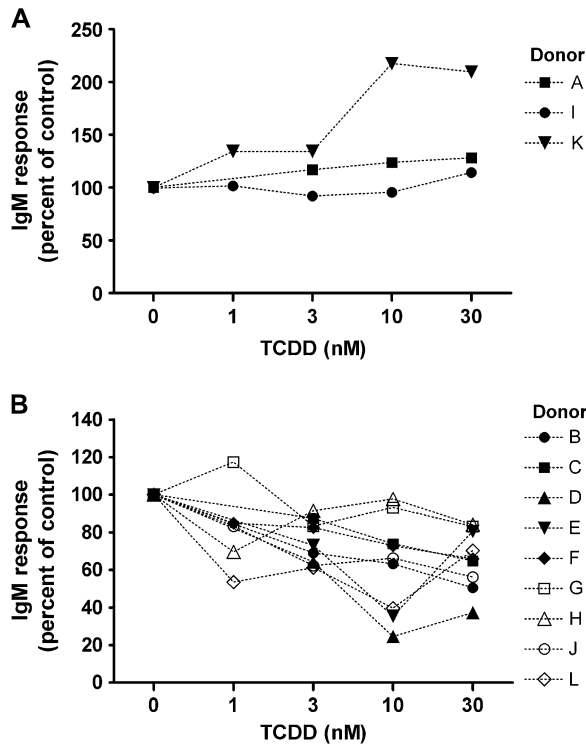 A
IgM response
(percent of control)
250
200
150
100
50
0
0 1 3 10 30
TCDD (nM)
Donor
A
I
K
B
IgM response
(percent of control)
140
120
100
80
60
40
20
0
0 1 3 10 30
TCDD (nM)
Donor
B
C
D
E
F
G
H
J
L